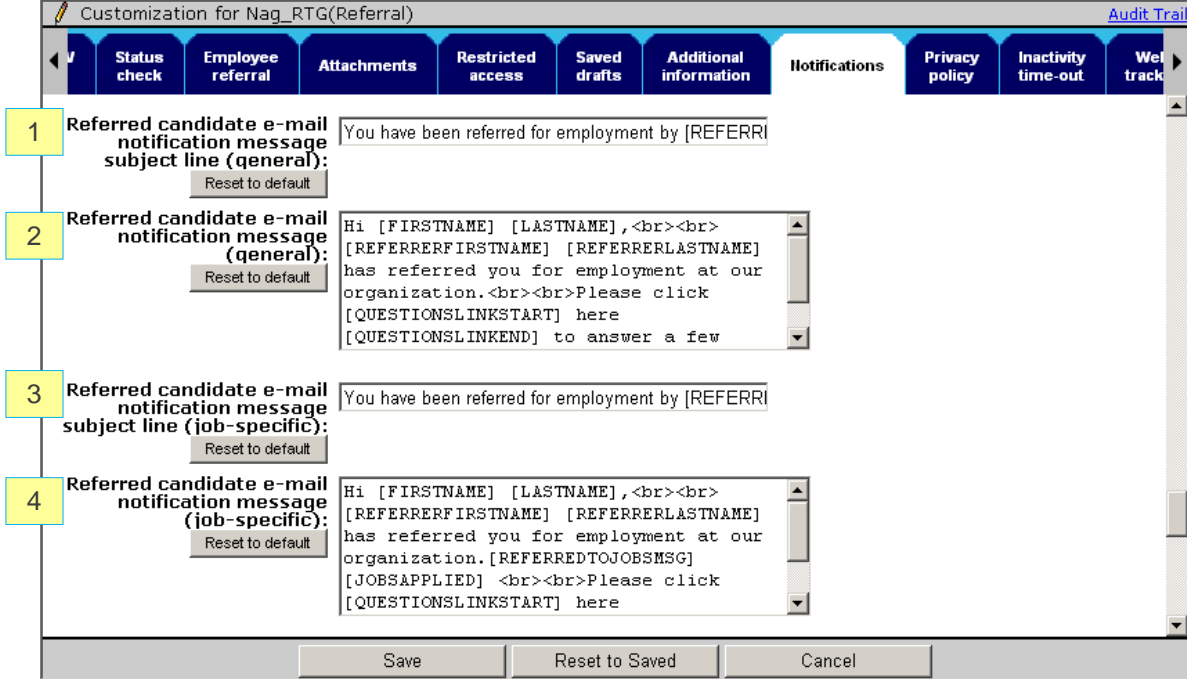 Customization for Nag_RTG(Referral)
Audit Trail
Status check
Employee referral
Attachments
Restricted access
Saved drafts
Additional information
Notifications
Privacy policy
Inactivity time-out
track
1
Referred candidate e-mail
notification message
subject line (general):
Reset to default
You have been referred for employment by [REFERR
2
Referred candidate e-mail
notification message
(general):
Reset to default
Hi [FIRSTNAME] [LASTNAME],<br><br>
[REFERRERFIRSTNAME] [REFERRERLASTNAME]
has referred you for employment at our
organization.<br><br>Please click
[QUESTIONSLINKSTART] here
[QUESTIONSLINKEND] to answer a few
3
Referred candidate e-mail
notification message
subject line (job-specific):
Reset to default
You have been referred for employment by [REFERR
4
Referred candidate e-mail
notification message
(job-specific):
Reset to default
Hi [FIRSTNAME] [LASTNAME],<br><br>
[REFERRERFIRSTNAME] [REFERRERLASTNAME]
has referred you for employment at our
organization.[REFERREDTOJOBSMSG]
[JOBSAPPLIED] <br><br>Please click
[QUESTIONSLINKSTART] here
Save
Reset to Saved
Cancel